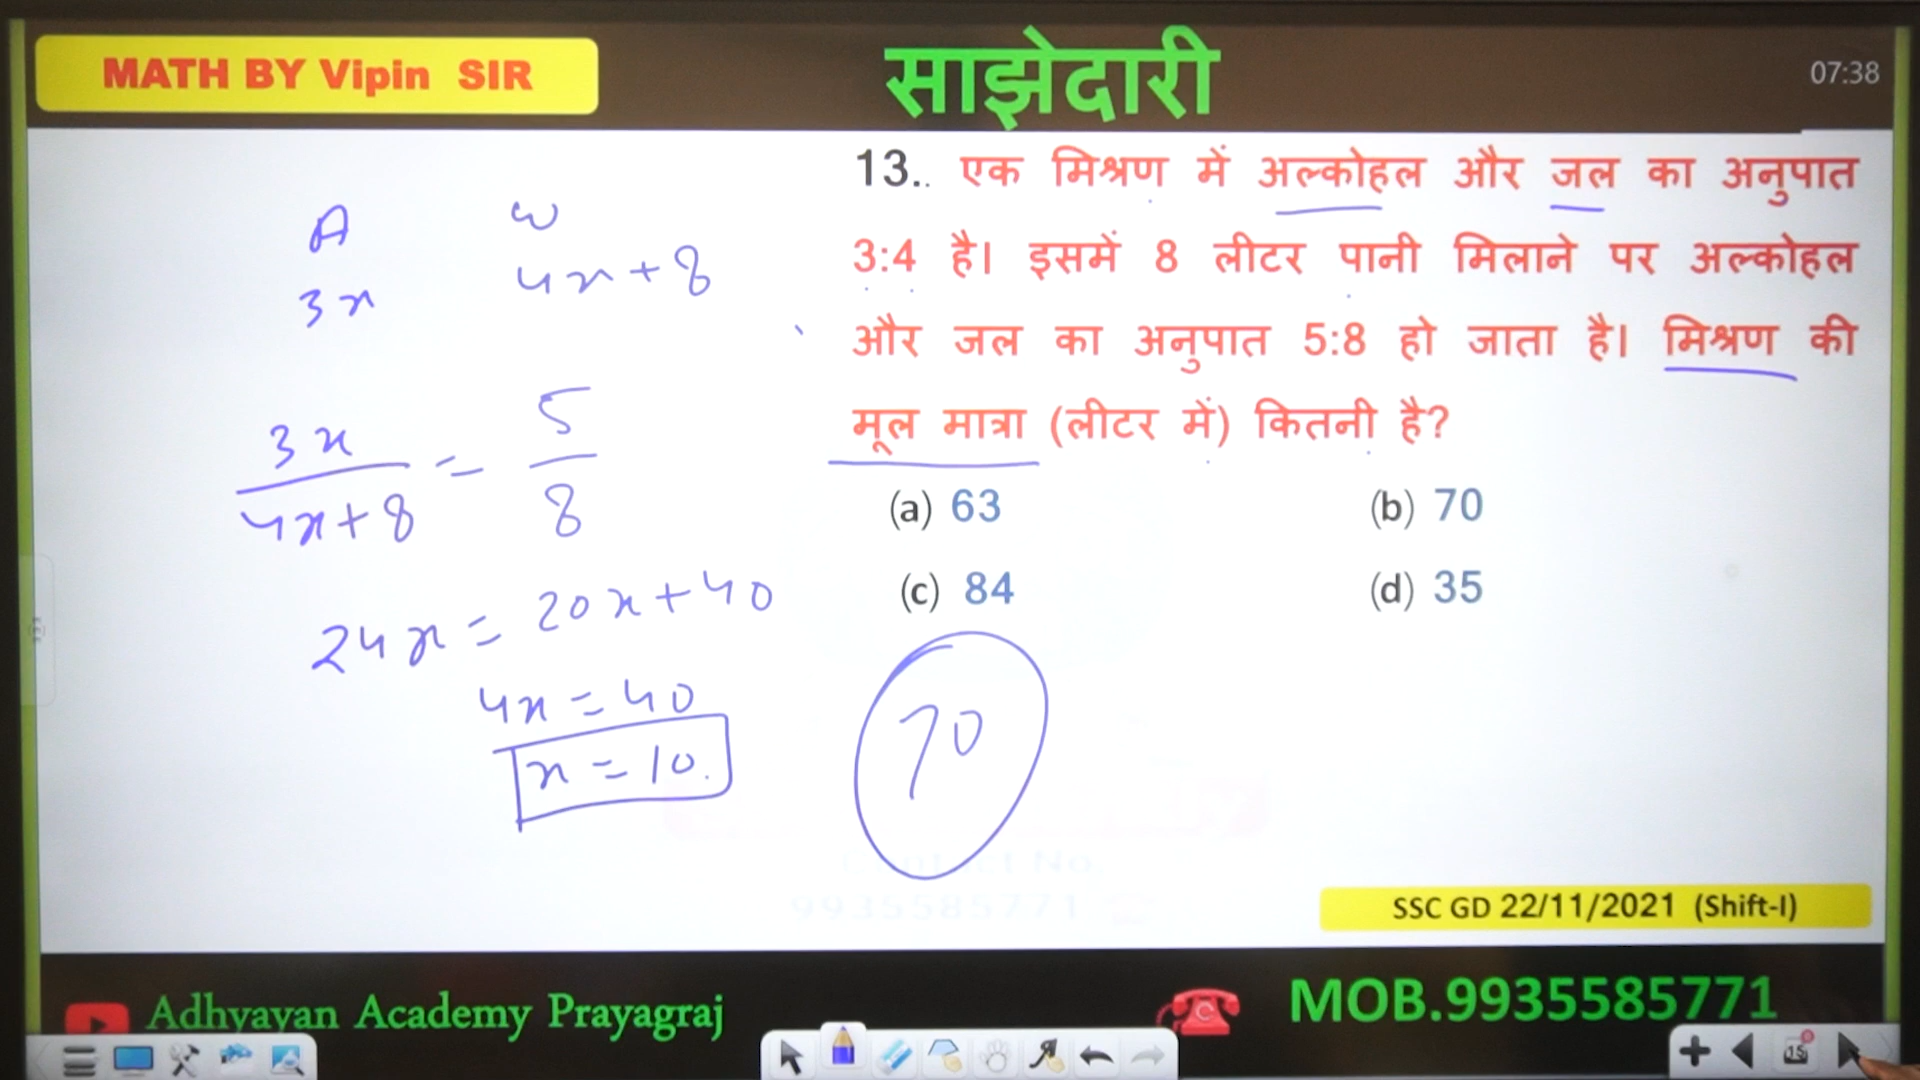 MATH BY Vipin SIR
साझेदारी
07:38
13.. एक मिश्रण में अल्कोहल और जल का अनुपात
3:4 है। इसमें 8 लीटर पानी मिलाने पर अल्कोहल
और जल का अनुपात 5:8 हो जाता है। मिश्रण की
मूल मात्रा (लीटर में) कितनी है?
(a) 63
(b) 70
(c) 84
(d) 35
A W
3x 4x+8
3x/4x+8 = 5/8
24x = 20x+40
4x = 40
x = 10.
70
9935585771
SSC GD 22/11/2021 (Shift-I)
Adhyayan Academy Prayagraj
MOB.9935585771
15